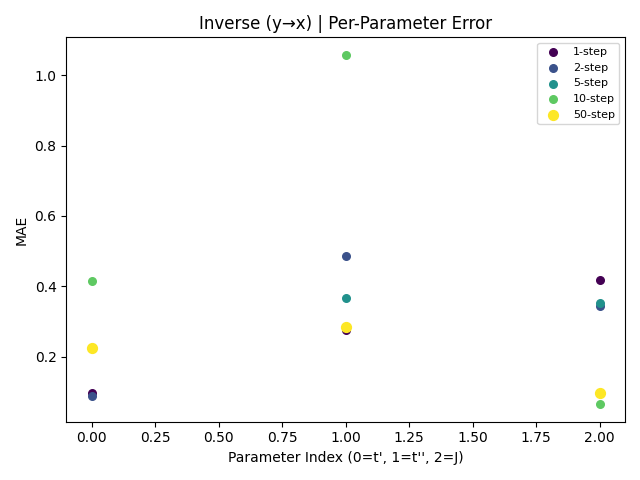 Inverse (y→x) | Per-Parameter Error
1-step
2-step
5-step
10-step
50-step
MAE
1.0
0.8
0.6
0.4
0.2
0.00 0.25 0.50 0.75 1.00 1.25 1.50 1.75 2.00
Parameter Index (0=t', 1=t'', 2=J)